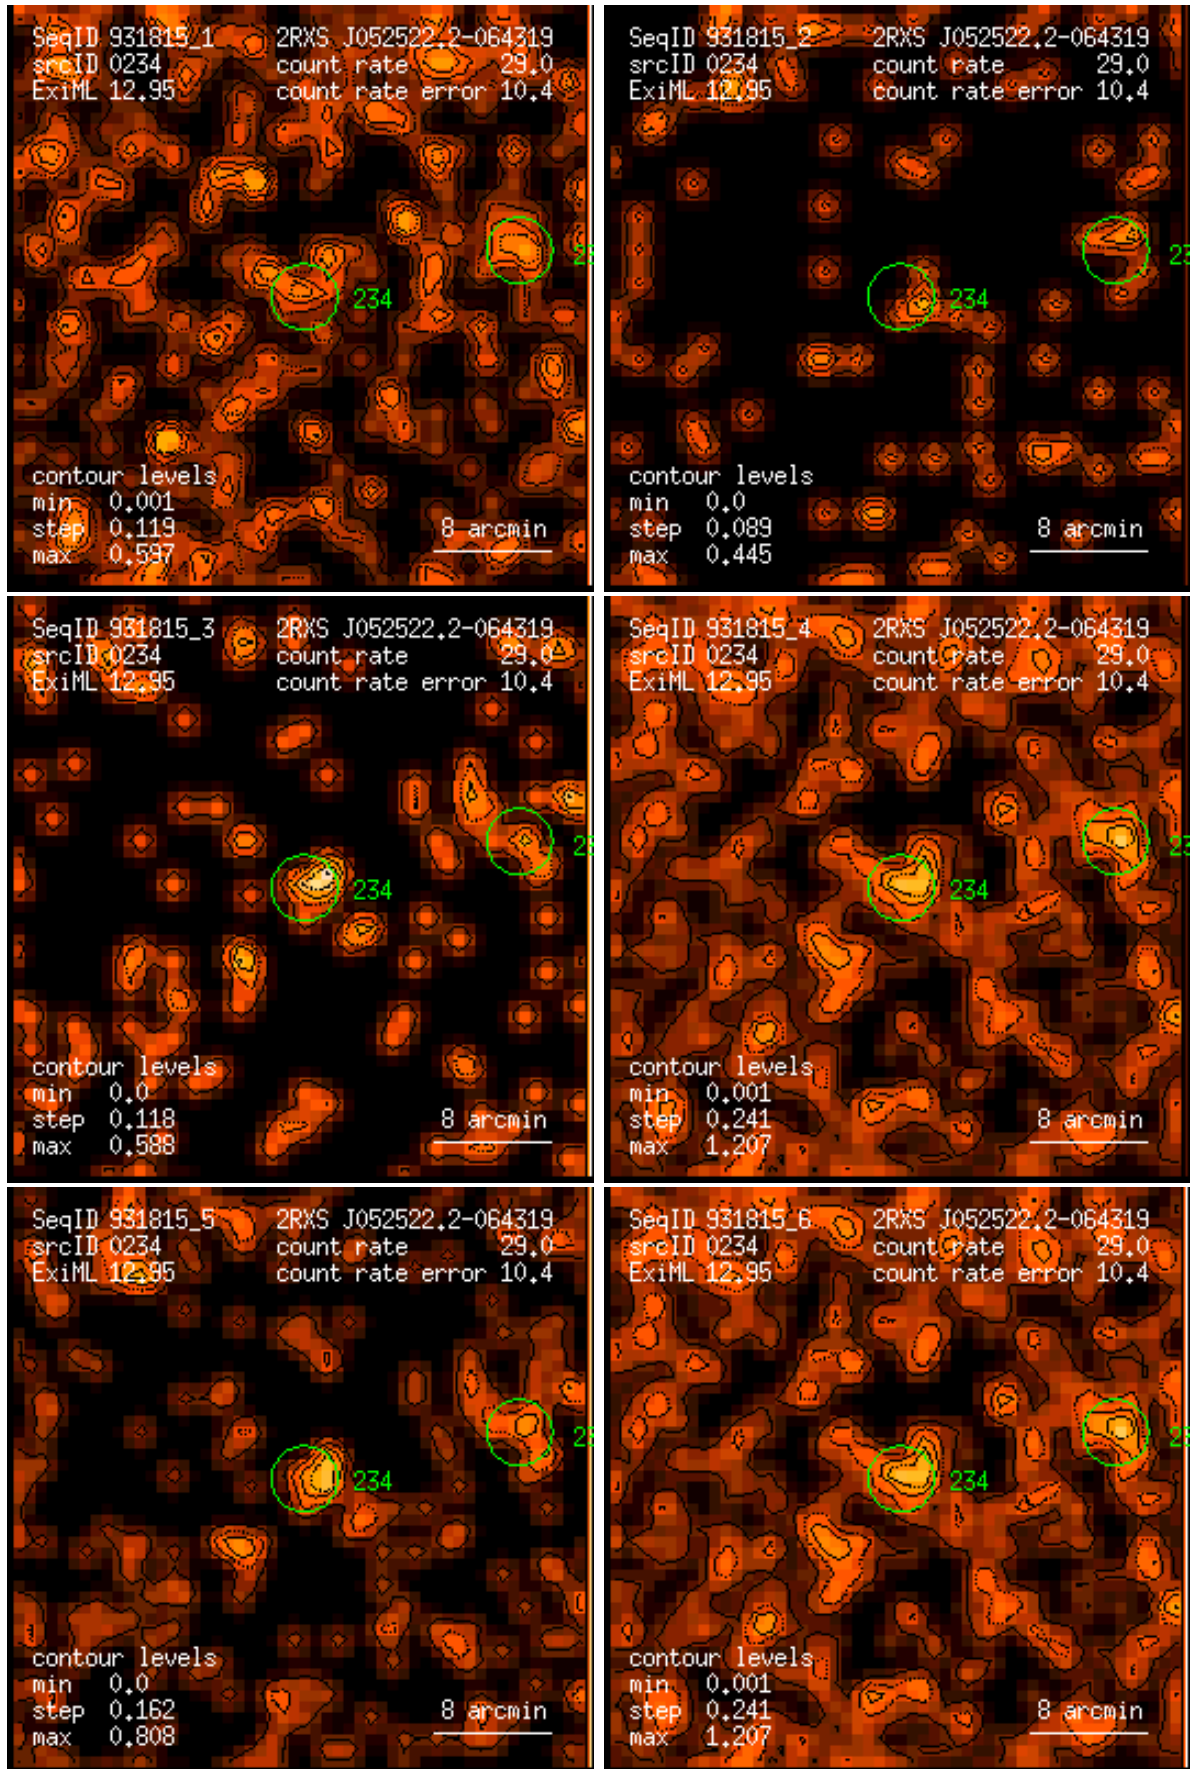 SeqID 931815_1 2RXS J052522.2-064319
srcID 0234 count rate 29.0
ExiML 12.95 count rate error 10.4
234
contour levels
min 0.001
step 0.119
max 0.597
8 arcmin
SeqID 931815_2 2RXS J052522.2-064319
srcID 0234 count rate 29.0
ExiML 12.95 count rate error 10.4
234
contour levels
min 0.0
step 0.089
max 0.445
8 arcmin
SeqID 931815_3 2RXS J052522.2-064319
srcID 0234 count rate 29.0
ExiML 12.95 count rate error 10.4
234
contour levels
min 0.0
step 0.118
max 0.588
8 arcmin
SeqID 931815_4 2RXS J052522.2-064319
srcID 0234 count rate 29.0
ExiML 12.95 count rate error 10.4
234
contour levels
min 0.001
step 0.241
max 1.207
8 arcmin
SeqID 931815_5 2RXS J052522.2-064319
srcID 0234 count rate 29.0
ExiML 12.95 count rate error 10.4
234
contour levels
min 0.0
step 0.162
max 0.808
8 arcmin
SeqID 931815_6 2RXS J052522.2-064319
srcID 0234 count rate 29.0
ExiML 12.95 count rate error 10.4
234
contour levels
min 0.001
step 0.241
max 1.207
8 arcmin